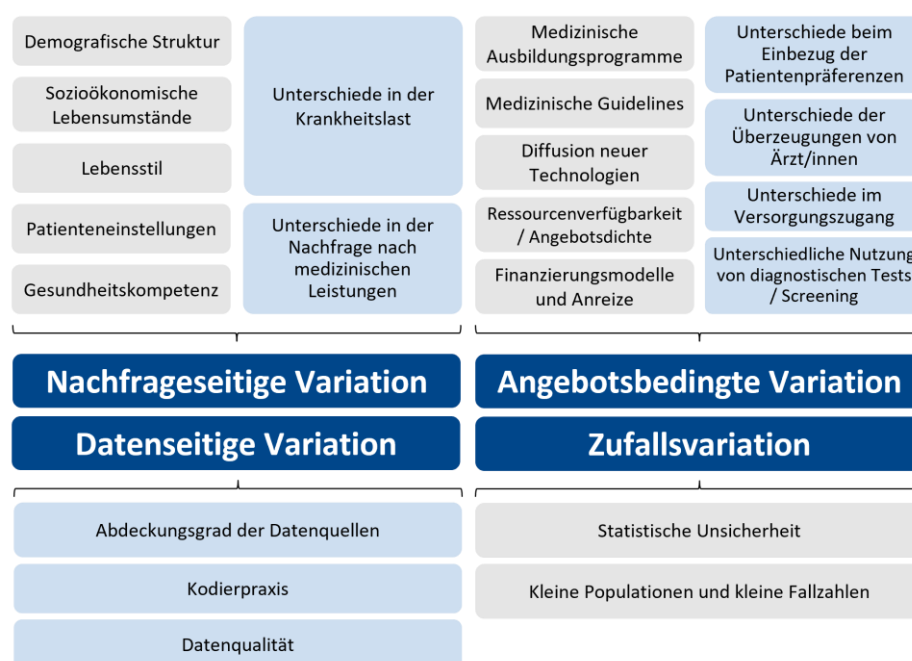 Demografische Struktur
Sozioökonomische
Lebensumstände
Lebensstil
Patienteneinstellungen
Gesundheitskompetenz
Unterschiede in der
Krankheitslast
Unterschiede in der
Nachfrage nach
medizinischen
Leistungen
Medizinische
Ausbildungsprogramme
Medizinische Guidelines
Diffusion neuer
Technologien
Ressourcenverfügbarkeit
/ Angebotsdichte
Finanzierungsmodelle
und Anreize
Unterschiede beim
Einbezug der
Patientenpräferenzen
Unterschiede der
Überzeugungen von
Ärzt/innen
Unterschiede im
Versorgungszugang
Unterschiedliche Nutzung
von diagnostischen Tests
/ Screening
Nachfrageseitige Variation
Angebotsbedingte Variation
Datenseitige Variation
Zufallsvariation
Abdeckungsgrad der Datenquellen
Kodierpraxis
Datenqualität
Statistische Unsicherheit
Kleine Populationen und kleine Fallzahlen